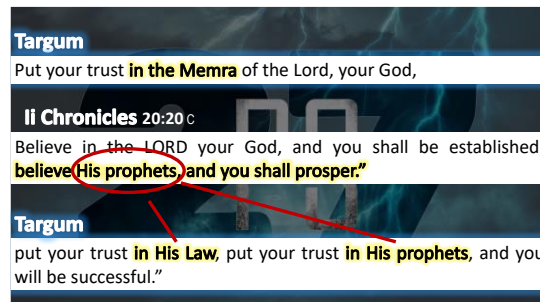 Targum
Put your trust in the Memra of the Lord, your God,
Ii Chronicles 20:20 C
Believe in the LORD your God, and you shall be established
believe His prophets, and you shall prosper.”
Targum
put your trust in His Law, put your trust in His prophets, and you
will be successful.”